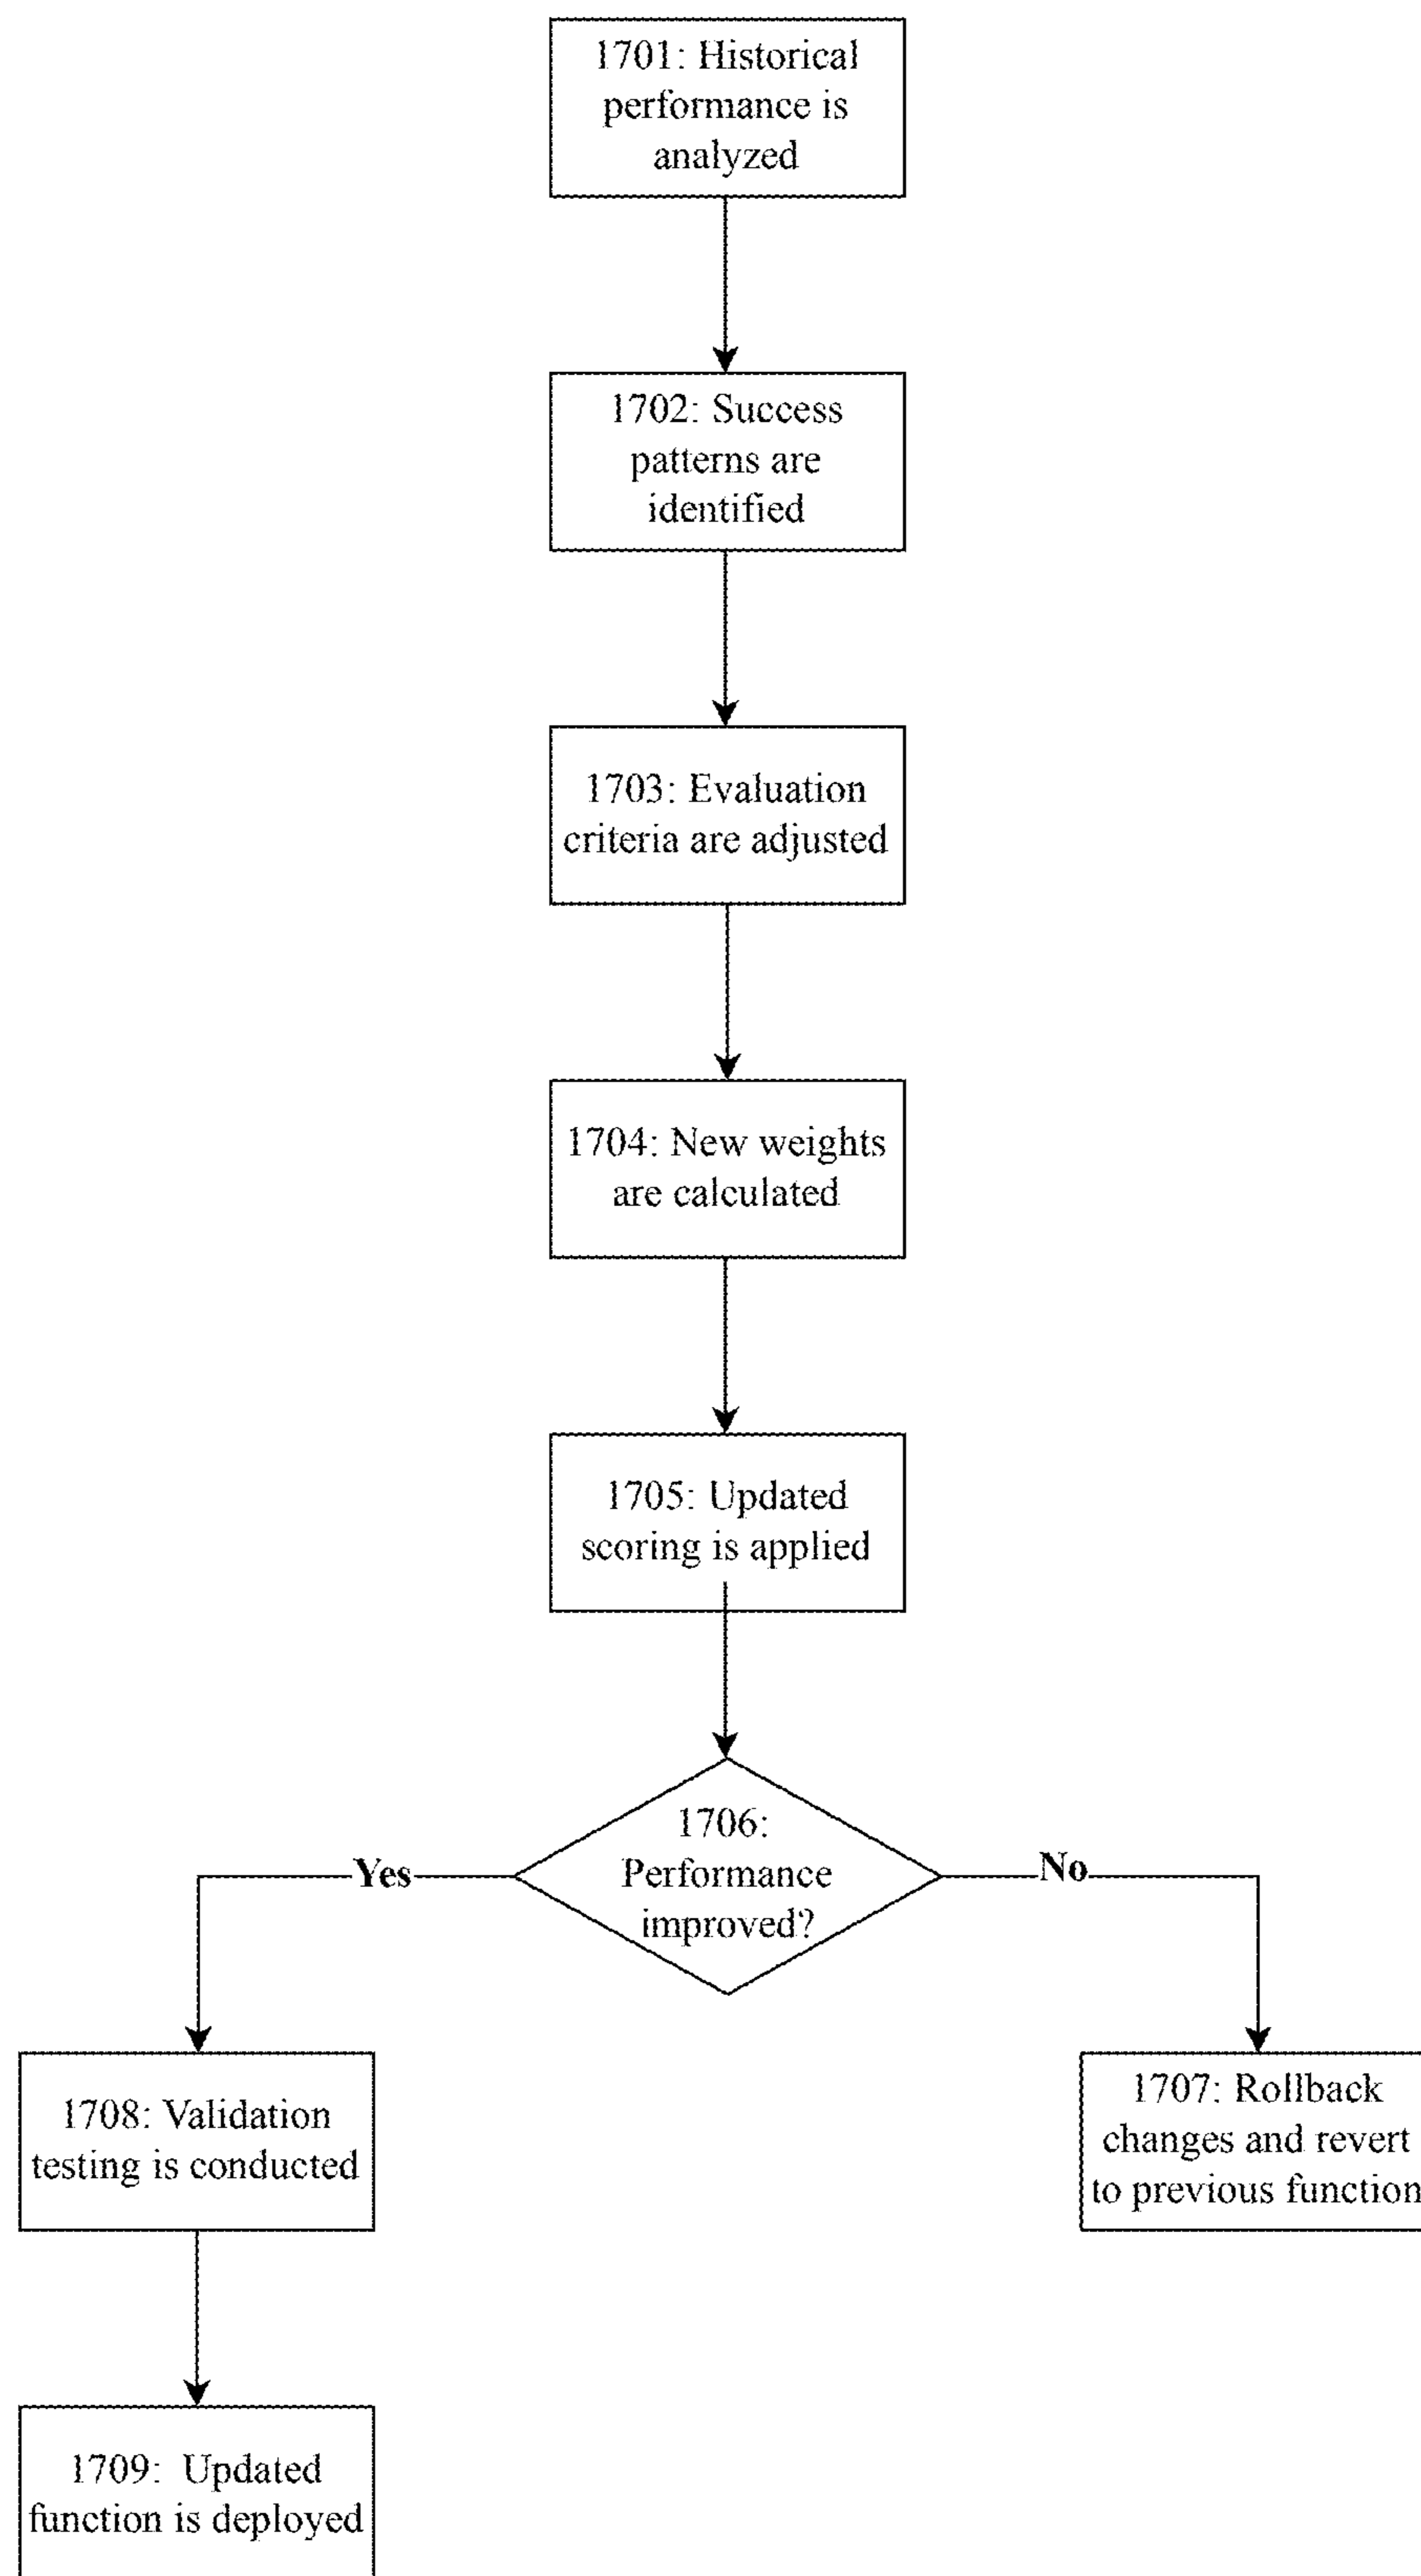 1701: Historical
performance is
analyzed
1702: Success
patterns are
identified
1703: Evaluation
criteria are adjusted
1704: New weights
are calculated
1705: Updated
scoring is applied
1706:
Performance
improved?
Yes
No
1708: Validation
testing is conducted
1707: Rollback
changes and revert
to previous function
1709: Updated
function is deployed